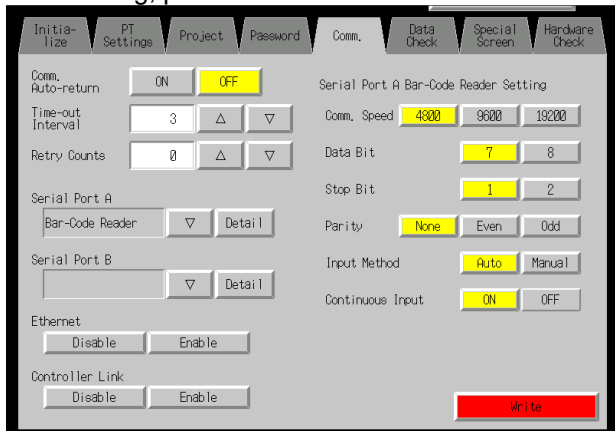 Initia-
lize
PT
Settings
Project
Password
Comm.
Data
Check
Special
Screen
Hardware
Check
Comm.
Auto-return
ON
OFF
Time-out
Interval
3
△
▽
Retry Counts
0
△
▽
Serial Port A
Bar-Code Reader
▽
Detail
Serial Port B
▽
Detail
Ethernet
Disable
Enable
Controller Link
Disable
Enable
Serial Port A Bar-Code Reader Setting
Comm. Speed
4800
9600
19200
Data Bit
7
8
Stop Bit
1
2
Parity
None
Even
Odd
Input Method
Auto
Manual
Continuous Input
ON
OFF
Write